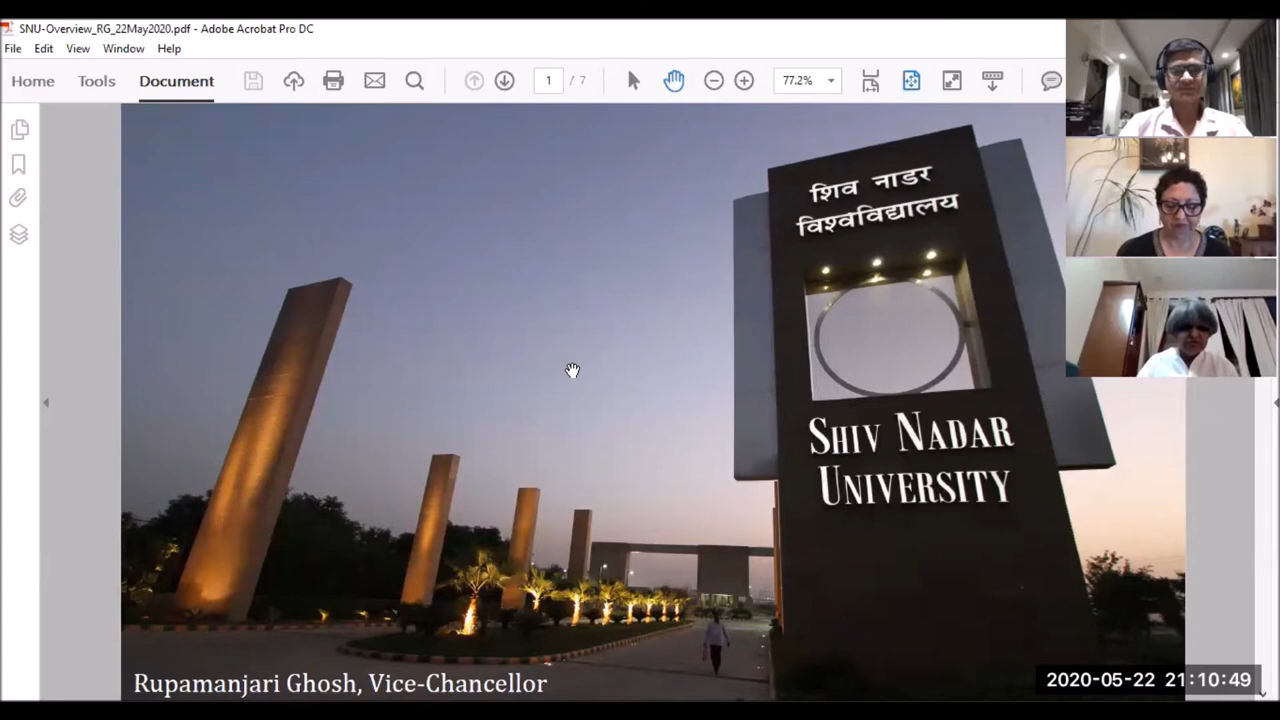 SNU-Overview_RG_22May2020.pdf - Adobe Acrobat Pro DC
File Edit View Window Help
Home Tools Document 1 / 7 77.2%
शिव नाडर
विश्वविद्यालय
SHIV NADAR
UNIVERSITY
Rupamanjari Ghosh, Vice-Chancellor
2020-05-22 21:10:49